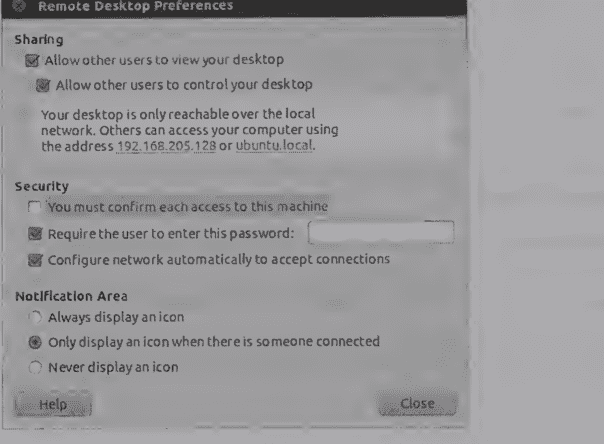 Remote Desktop Preferences
Sharing
Allow other users to view your desktop
Allow other users to control your desktop
Your desktop is only reachable over the local
network. Others can access your computer using
the address 192.168.205.128 or ubuntu.local.
Security
You must confirm each access to this machine
Require the user to enter this password:
Configure network automatically to accept connections
Notification Area
Always display an icon
Only display an icon when there is someone connected
Never display an icon
Help Close